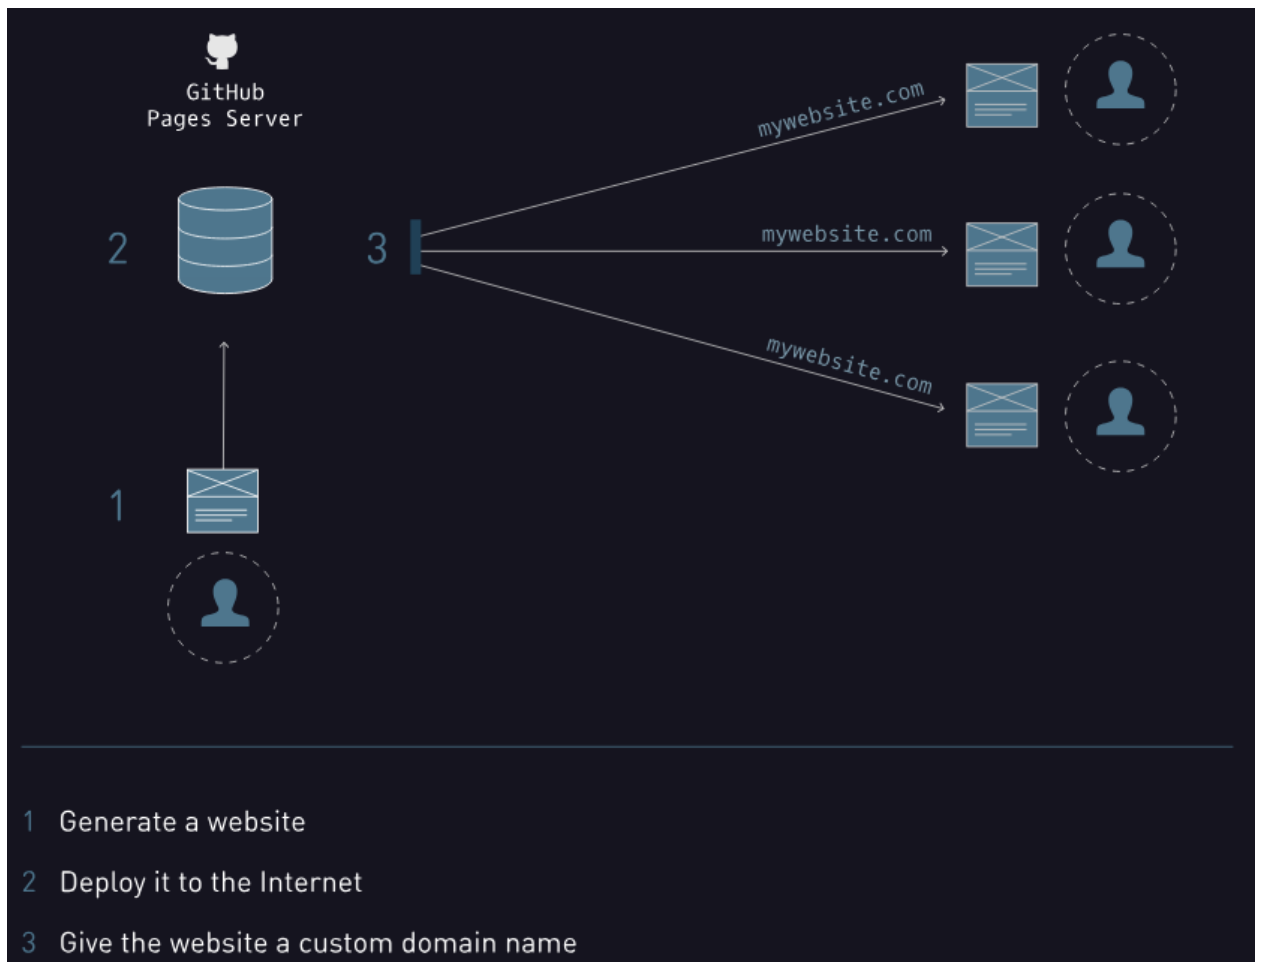 GitHub
Pages Server
2
3
mywebsite.com
mywebsite.com
mywebsite.com
1
1 Generate a website
2 Deploy it to the Internet
3 Give the website a custom domain name